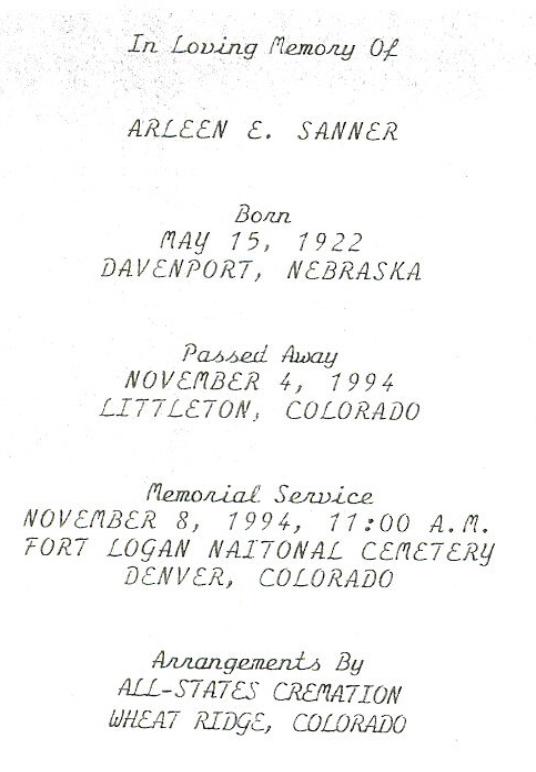 In Loving Memory Of
ARLEEN E. SANNER
Born
MAY 15, 1922
DAVENPORT, NEBRASKA
Passed Away
NOVEMBER 4, 1994
LITTLETON, COLORADO
Memorial Service
NOVEMBER 8, 1994, 11:00 A.M.
FORT LOGAN NAITONAL CEMETERY
DENVER, COLORADO
Arrangements By
ALL-STATES CREMATION
WHEAT RIDGE, COLORADO